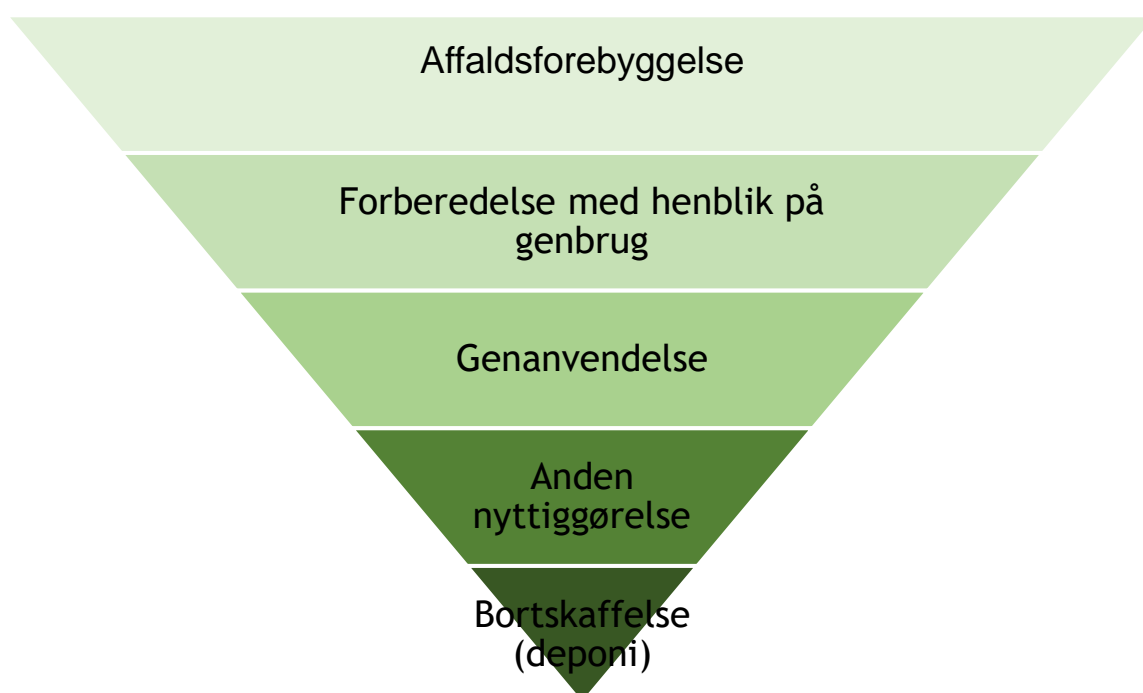 Affaldsforebyggelse
Forberedelse med henblik på
genbrug
Genanvendelse
Anden
nyttiggørelse
Bortskaffelse
(deponi)